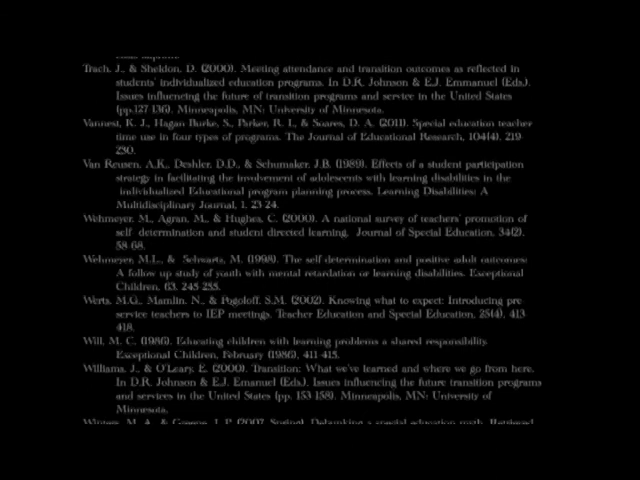 Trach, J., & Sheldon, D. (2000). Meeting attendance and transition outcomes as reflected in
students' individualized education programs. In D.R. Johnson & E.J. Emmanuel (Eds.).
Issues influencing the future of transition programs and service in the United States
(pp.127-136). Minneapolis, MN: University of Minnesota.
Vannest, K. J., Hagan-Burke, S., Parker, R. I., & Soares, D. A. (2011). Special education teacher
time use in four types of programs. The Journal of Educational Research, 104(4), 219-
230.
Van Reusen, A.K., Deshler, D.D., & Schumaker, J.B. (1989). Effects of a student participation
strategy in facilitating the involvement of adolescents with learning disabilities in the
individualized Educational program planning process. Learning Disabilities: A
Multidisciplinary Journal, 1, 23-24.
Wehmeyer, M., Agran, M., & Hughes, C. (2000). A national survey of teachers' promotion of
self-determination and student-directed learning. Journal of Special Education, 34(2),
58-68.
Wehmeyer, M.L., & Schwartz, M. (1998). The self-determination and positive adult outcomes:
A follow up study of youth with mental retardation or learning disabilities. Exceptional
Children, 63, 245-255.
Werts, M.G., Mamlin, N., & Pogoloff, S.M. (2002). Knowing what to expect: Introducing pre-
service teachers to IEP meetings. Teacher Education and Special Education, 25(4), 413-
418.
Will, M. C. (1986). Educating children with learning problems a shared responsibility.
Exceptional Children, February (1986), 411-415.
Williams, J., & O'Leary, E. (2000). Transition: What we've learned and where we go from here.
In D.R. Johnson & E.J. Emanuel (Eds.). Issues influencing the future transition programs
and services in the United States (pp. 153-158). Minneapolis, MN: University of
Minnesota.
Winters, M. A., & Greene, J. P. (2007, Spring). Debunking a special education myth. Retrieved